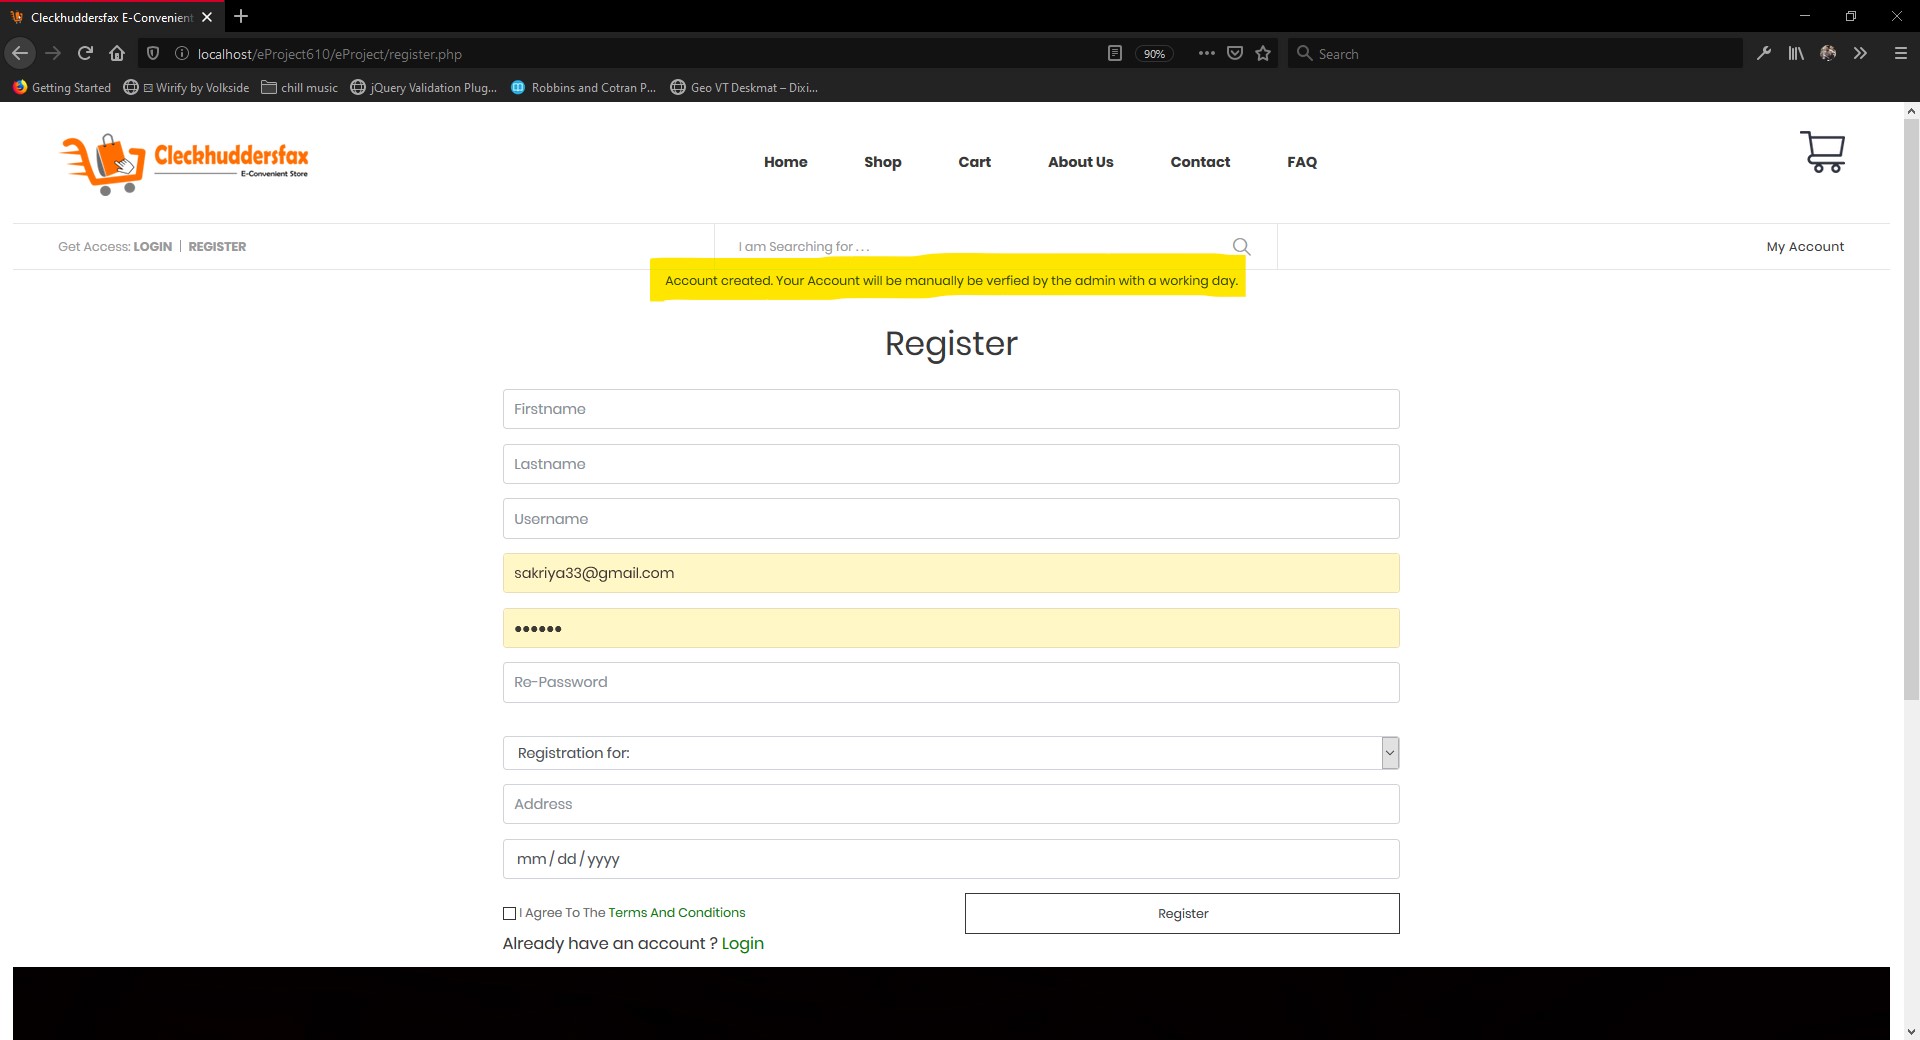 Cleckhuddersfax E-Convenient
localhost/eProject610/eProject/register.php
90%
Search
Getting Started
Wirify by Volkside
chill music
jQuery Validation Plug...
Robbins and Cotran P...
Geo VT Deskmat – Dixi...
Cleckhuddersfax
E-Convenient Store
Home
Shop
Cart
About Us
Contact
FAQ
Get Access: LOGIN | REGISTER
I am Searching for . . .
My Account
Account created. Your Account will be manually be verfied by the admin with a working day.
Register
Firstname
Lastname
Username
sakriya33@gmail.com
Re-Password
Registration for:
Address
mm / dd / yyyy
I Agree To The Terms And Conditions
Register
Already have an account ? Login